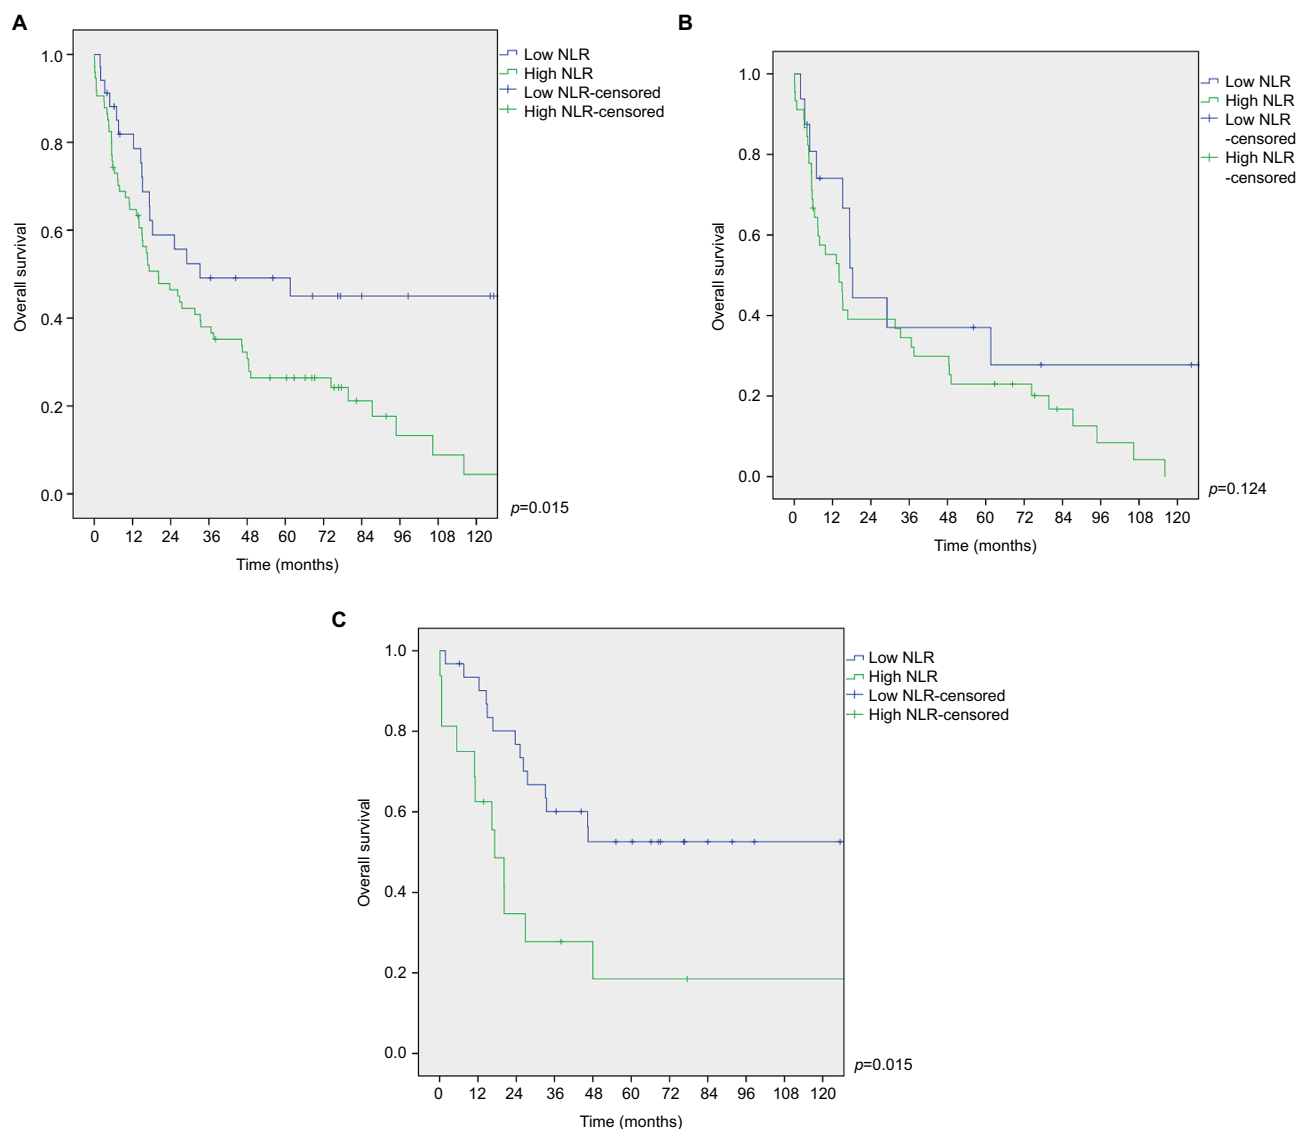 A
1.0
0.8
0.6
0.4
0.2
0.0
Overall survival
0 12 24 36 48 60 72 84 96 108 120
Time (months)
Low NLR
High NLR
Low NLR-censored
High NLR-censored
p=0.015
B
1.0
0.8
0.6
0.4
0.2
0.0
Overall survival
0 12 24 36 48 60 72 84 96 108 120
Time (months)
Low NLR
High NLR
Low NLR
-censored
High NLR
-censored
p=0.124
C
1.0
0.8
0.6
0.4
0.2
0.0
Overall survival
0 12 24 36 48 60 72 84 96 108 120
Time (months)
Low NLR
High NLR
Low NLR-censored
High NLR-censored
p=0.015